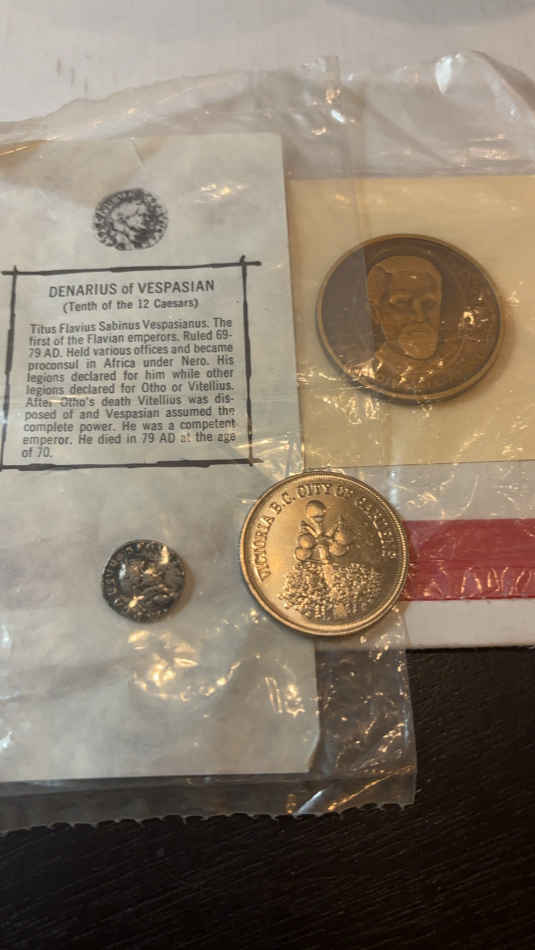 DENARIUS of VESPASIAN
(Tenth of the 12 Caesars)
Titus Flavius Sabinus Vespasianus. The
first of the Flavian emperors. Ruled 69-
79 AD. Held various offices and became
proconsul in Africa under Nero. His
legions declared for him while other
legions declared for Otho or Vitellius.
After Otho's death Vitellius was dis-
posed of and Vespasian assumed the
complete power. He was a competent
emperor. He died in 79 AD at the age
of 70.
VICTORIA B.C. CITY OF GARDENS